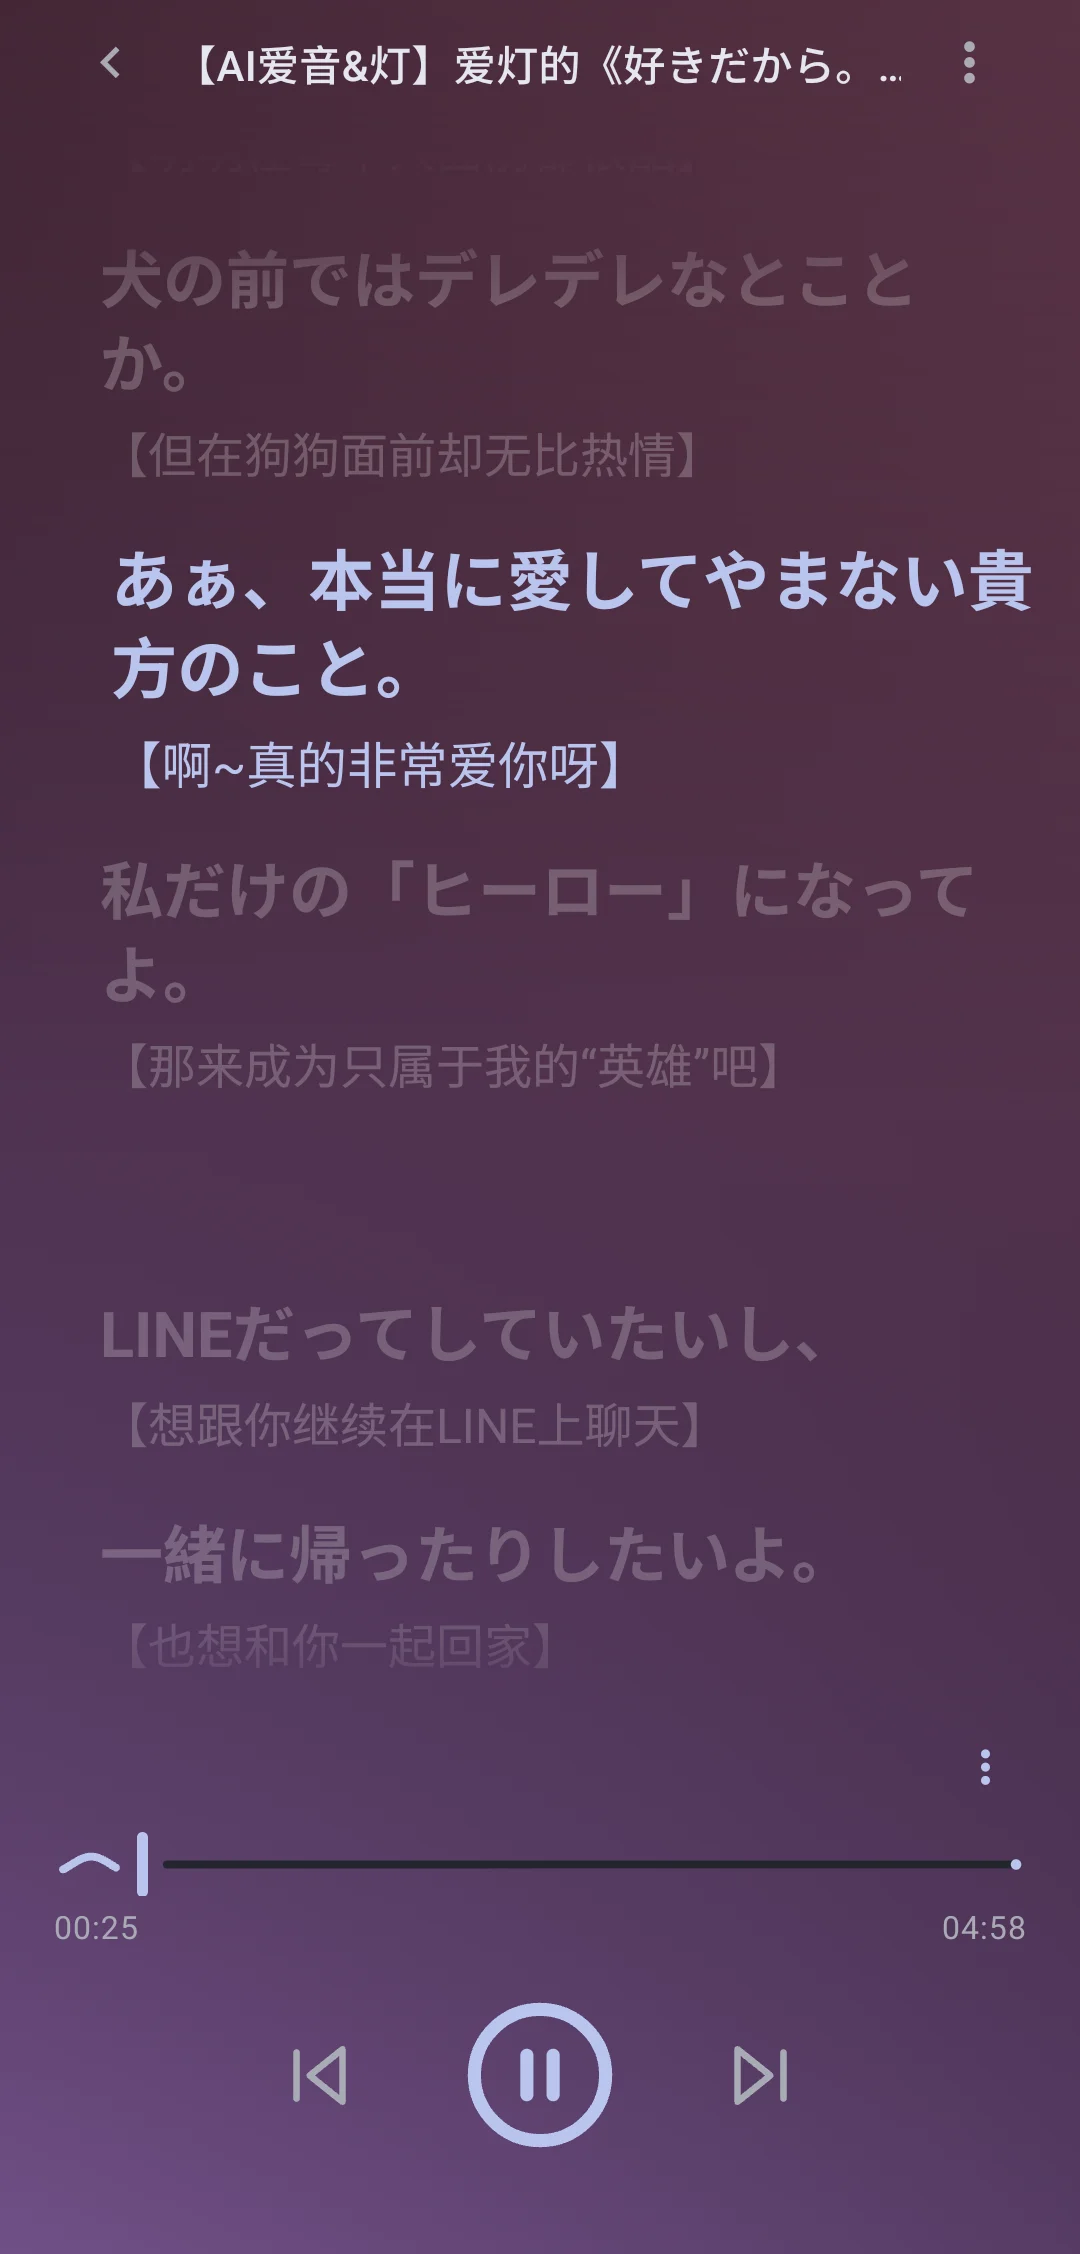 【AI爱音&灯】爱灯的《好きだから。...
犬の前ではデレデレなとこと
か。
【但在狗狗面前却无比热情】
あぁ、本当に愛してやまない貴
方のこと。
【啊~真的非常爱你呀】
私だけの「ヒーロー」になって
よ。
【那来成为只属于我的“英雄”吧】
LINEだってしていたいし、
【想跟你继续在LINE上聊天】
一緒に帰ったりしたいよ。
【也想和你一起回家】
00:25
04:58